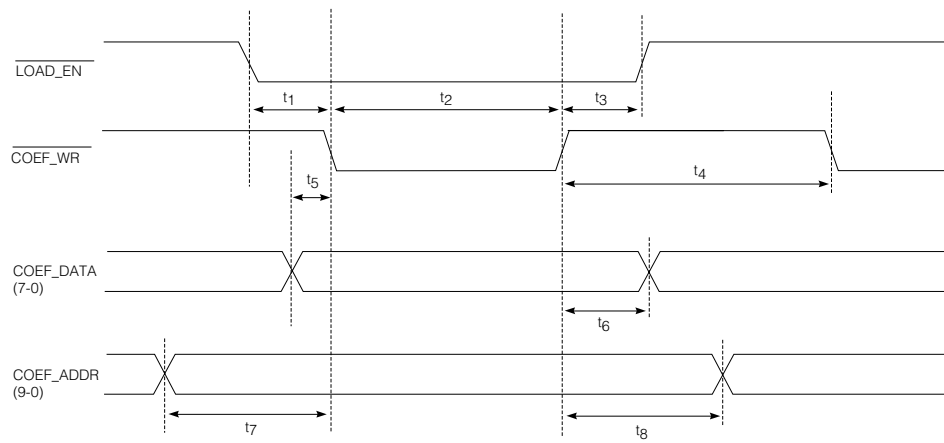 LOAD_EN
t1
t2
t3
COEF_WR
t4
t5
COEF_DATA
(7-0)
t6
COEF_ADDR
(9-0)
t7
t8